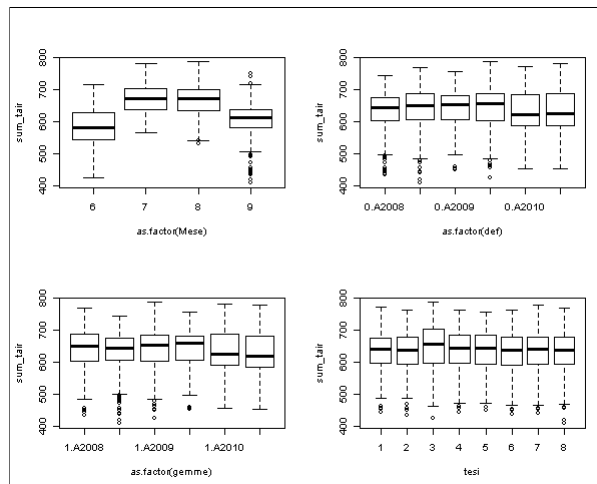 800
700
600
500
400
sum_tair
6 7 8 9
as.factor(Mese)
800
700
600
500
400
sum_tair
0.A2008 0.A2009 0.A2010
as.factor(def)
800
700
600
500
400
sum_tair
1.A2008 1.A2009 1.A2010
as.factor(gemme)
800
700
600
500
400
sum_tair
1 2 3 4 5 6 7 8
tesi